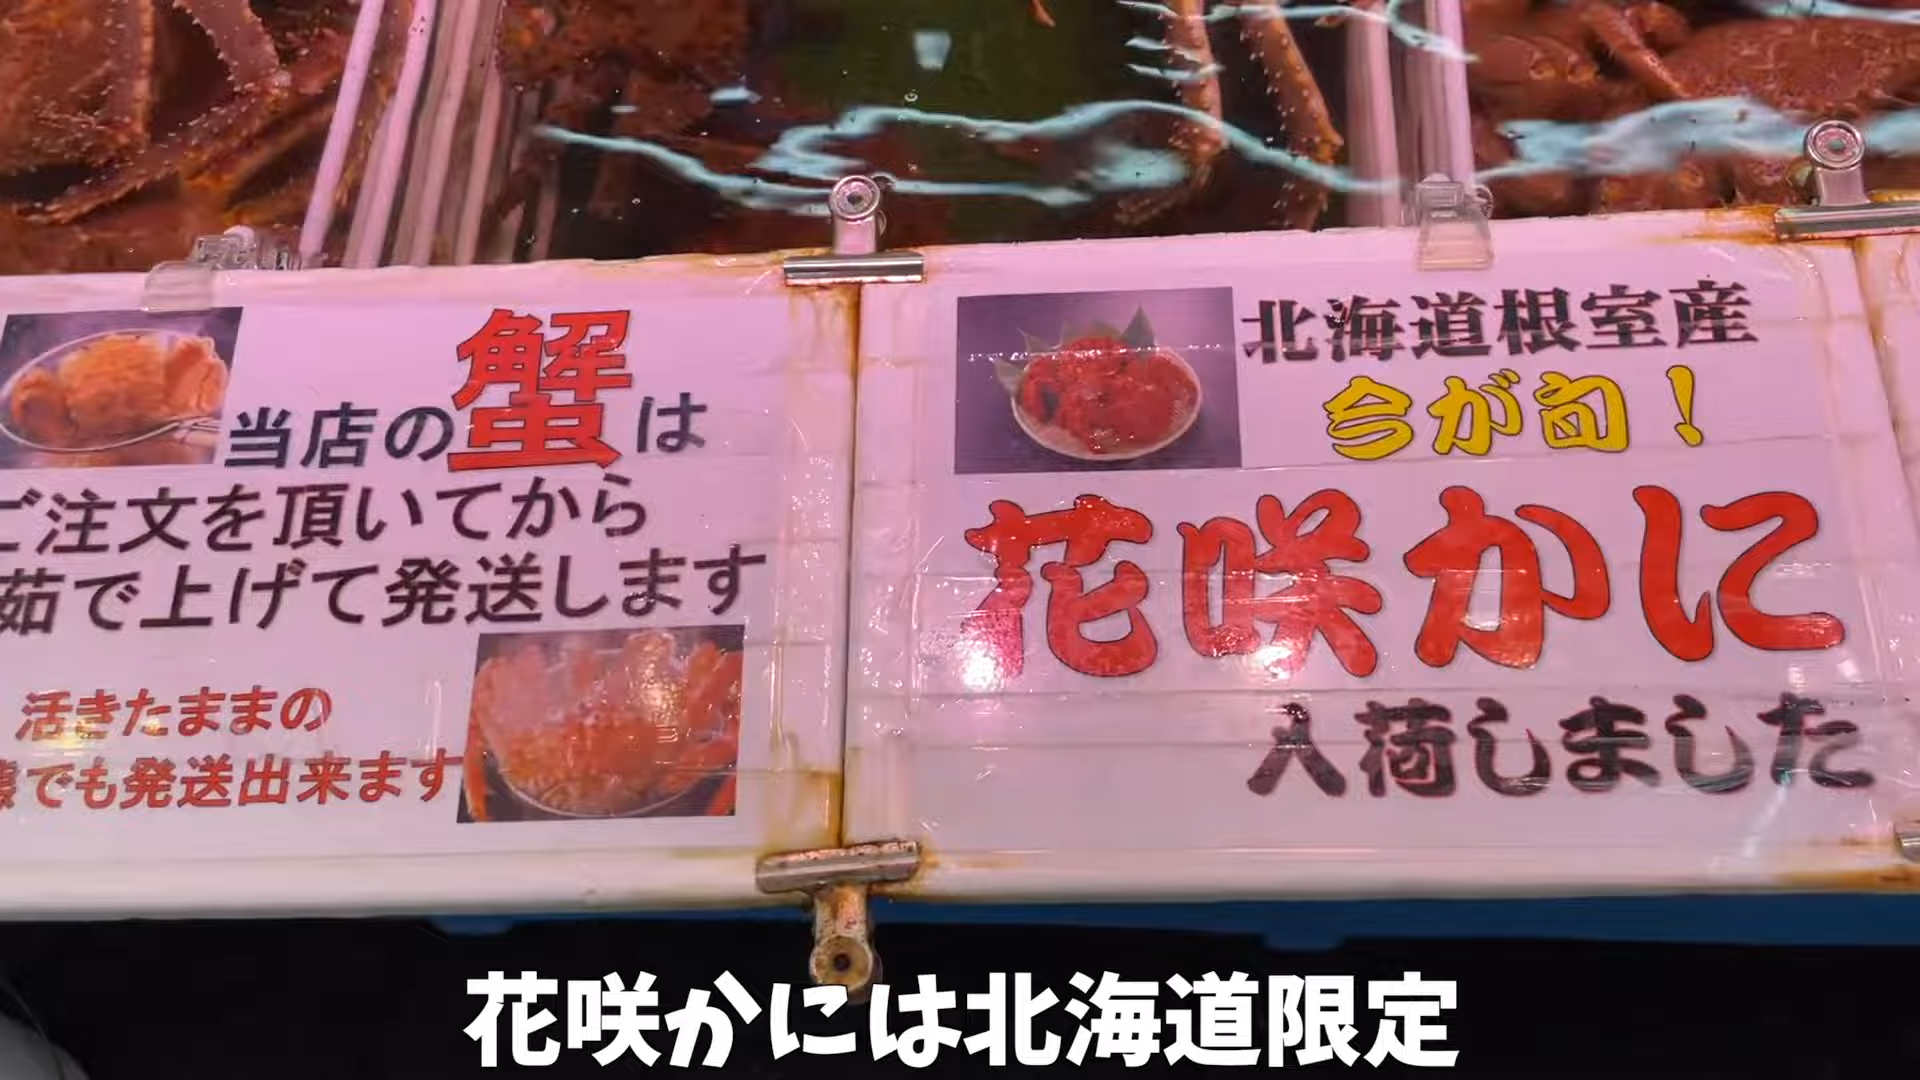 当店の蟹は
ご注文を頂いてから
茹で上げて発送します
活きたままの
態でも発送出来ます
北海道根室産
今が旬！
花咲かに
入荷しました
花咲かには北海道限定